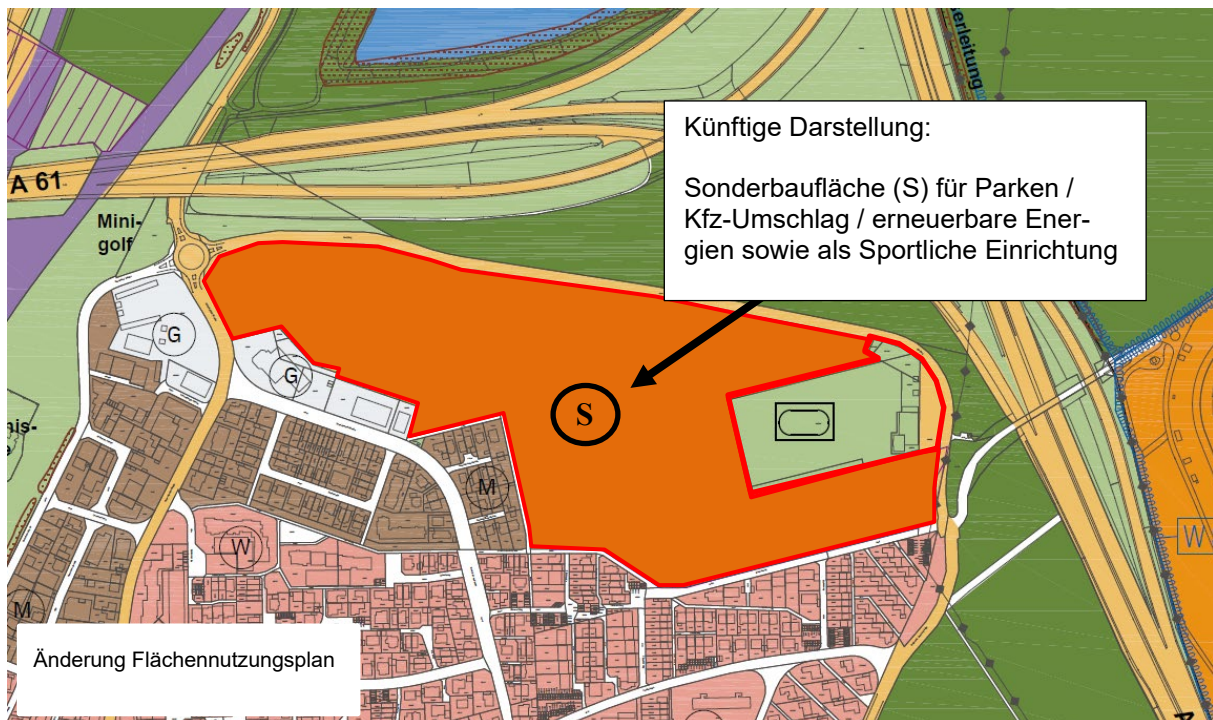 erleitung
Künftige Darstellung:
Sonderbaufläche (S) für Parken /
Kfz-Umschlag / erneuerbare Ener-
gien sowie als Sportliche Einrichtung
A 61
Mini-
golf
G
G
S
M
W
W
M
Änderung Flächennutzungsplan